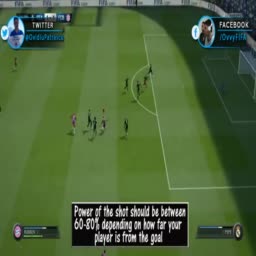 TWITTER
FACEBOOK
/OvvyFIFA
Power of the shot should be between
60-80% depending on how far your
player is from the goal